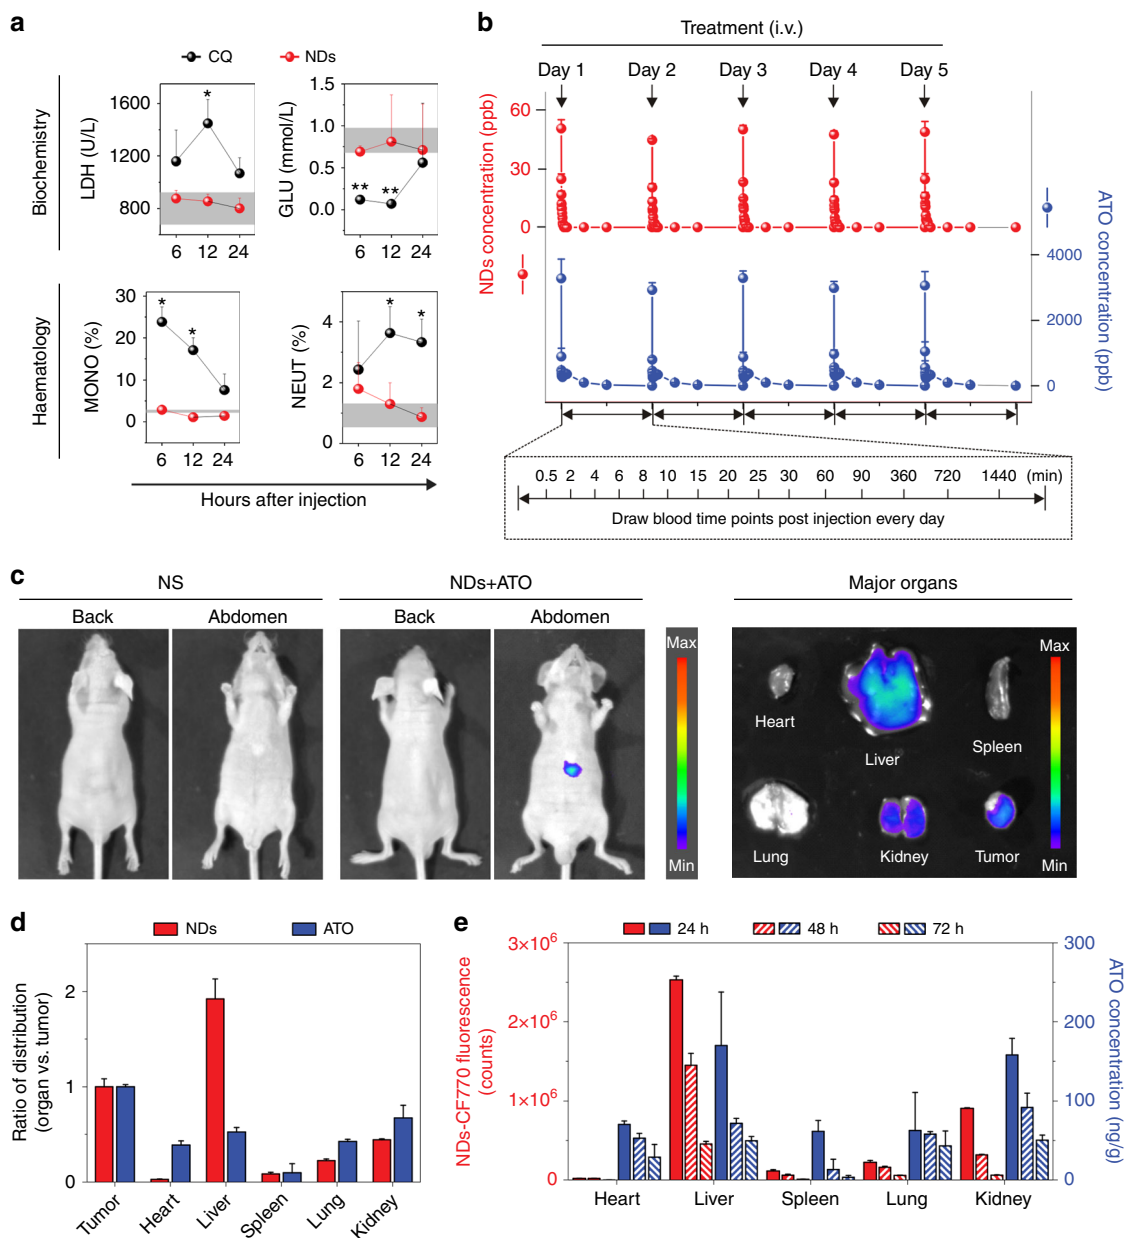 a
CQ
NDs
Biochemistry
LDH (U/L)
1600
1200
800
*
6 12 24
GLU (mmol/L)
1.5
1.0
0.5
0.0
** **
6 12 24
Haematology
MONO (%)
30
20
10
0
*
*
6 12 24
NEUT (%)
4
2
0
* *
6 12 24
Hours after injection
b
Treatment (i.v.)
Day 1 Day 2 Day 3 Day 4 Day 5
NDs concentration (ppb)
60
30
0
ATO concentration (ppb)
4000
2000
0
0.5 2 4 6 8 10 15 20 25 30 60 90 360 720 1440 (min)
Draw blood time points post injection every day
c
NS
NDs+ATO
Major organs
Back Abdomen Back Abdomen
Max
Min
Max
Min
Heart
Liver
Spleen
Lung
Kidney
Tumor
d
NDs ATO
Ratio of distribution
(organ vs. tumor)
2
1
0
Tumor Heart Liver Spleen Lung Kidney
e
24 h 48 h 72 h
NDs-CF770 fluorescence
(counts)
3×10⁶
2×10⁶
1×10⁶
0
ATO concentration (ng/g)
300
200
100
0
Heart Liver Spleen Lung Kidney